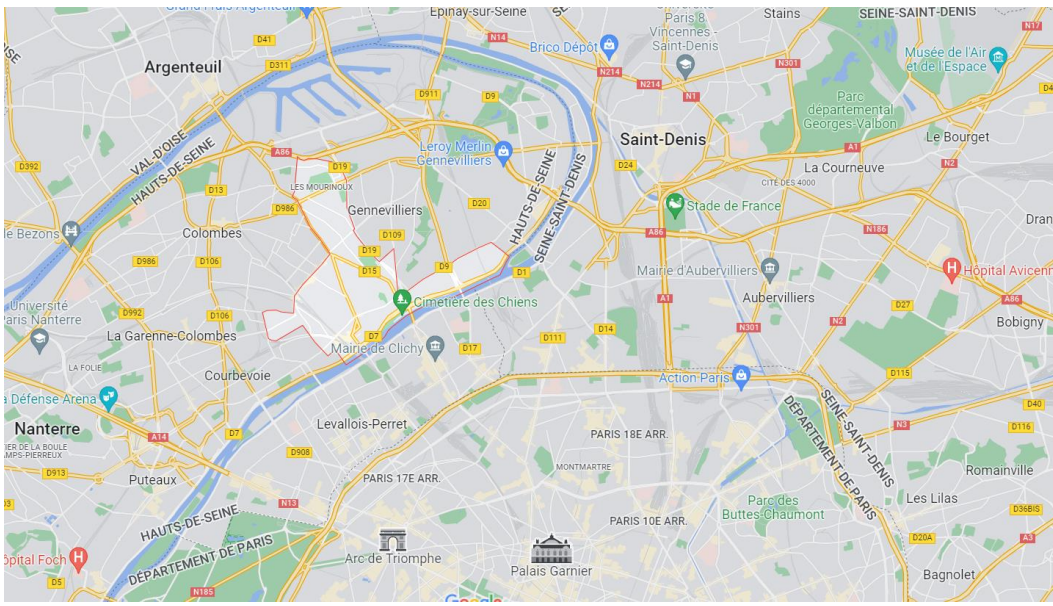 Épinay-sur-Seine
Stains
SEINE-SAINT-DENIS
Paris 8
Vincennes -
Saint-Denis
N14
N17
D41
D311
Brico Dépôt
N214
N301
Musée de l'Air
et de l'Espace
Argenteuil
N214
N1
D911
D9
Parc
départemental
Georges-Valbon
VAL-D'OISE
HAUTS-DE-SEINE
D392
A86
D19
Leroy Merlin
Gennevilliers
Saint-Denis
Le Bourget
A1
N2
D24
La Courneuve
CITÉ DES 4000
LES MOURINOUX
D13
D986
Gennevilliers
D20
HAUTS-DE-SEINE
SEINE-SAINT-DENIS
Stade de France
de Bezons
Colombes
D109
A86
N186
D19
D986
D106
D15
D9
D1
Mairie d'Aubervilliers
Hôpital Avicenn
A1
Aubervilliers
A86
Université
Paris Nanterre
Cimetière des Chiens
D27
D992
D106
D14
N301
N2
Bobigny
La Garenne-Colombes
D7
D111
Mairie de Clichy
D17
LA FOLIE
Courbevoie
Action Paris
D115
a Défense Arena
D40
Nanterre
D7
Levallois-Perret
N3
D116
A14
PARIS 18E ARR.
SEINE-SAINT-DENIS
DÉPARTEMENT DE PARIS
D908
MONTMARTRE
Romainville
D913
Puteaux
PARIS 17E ARR.
Les Lilas
N13
Parc des
Buttes-Chaumont
D36BIS
HAUTS-DE-SEINE
DÉPARTEMENT DE PARIS
PARIS 10E ARR.
D20A
A3
Hôpital Foch
Arc de Triomphe
Palais Garnier
Bagnolet
D5
N185
Google